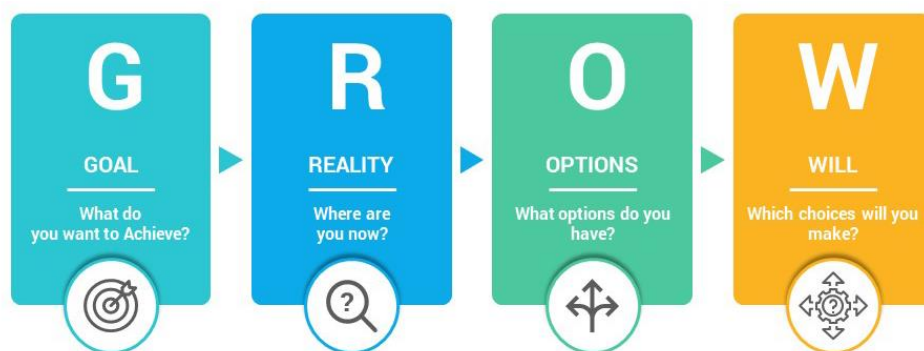 G
GOAL
What do
you want to Achieve?
R
REALITY
Where are
you now?
?
O
OPTIONS
What options do you
have?
W
WILL
Which choices will you
make?
?